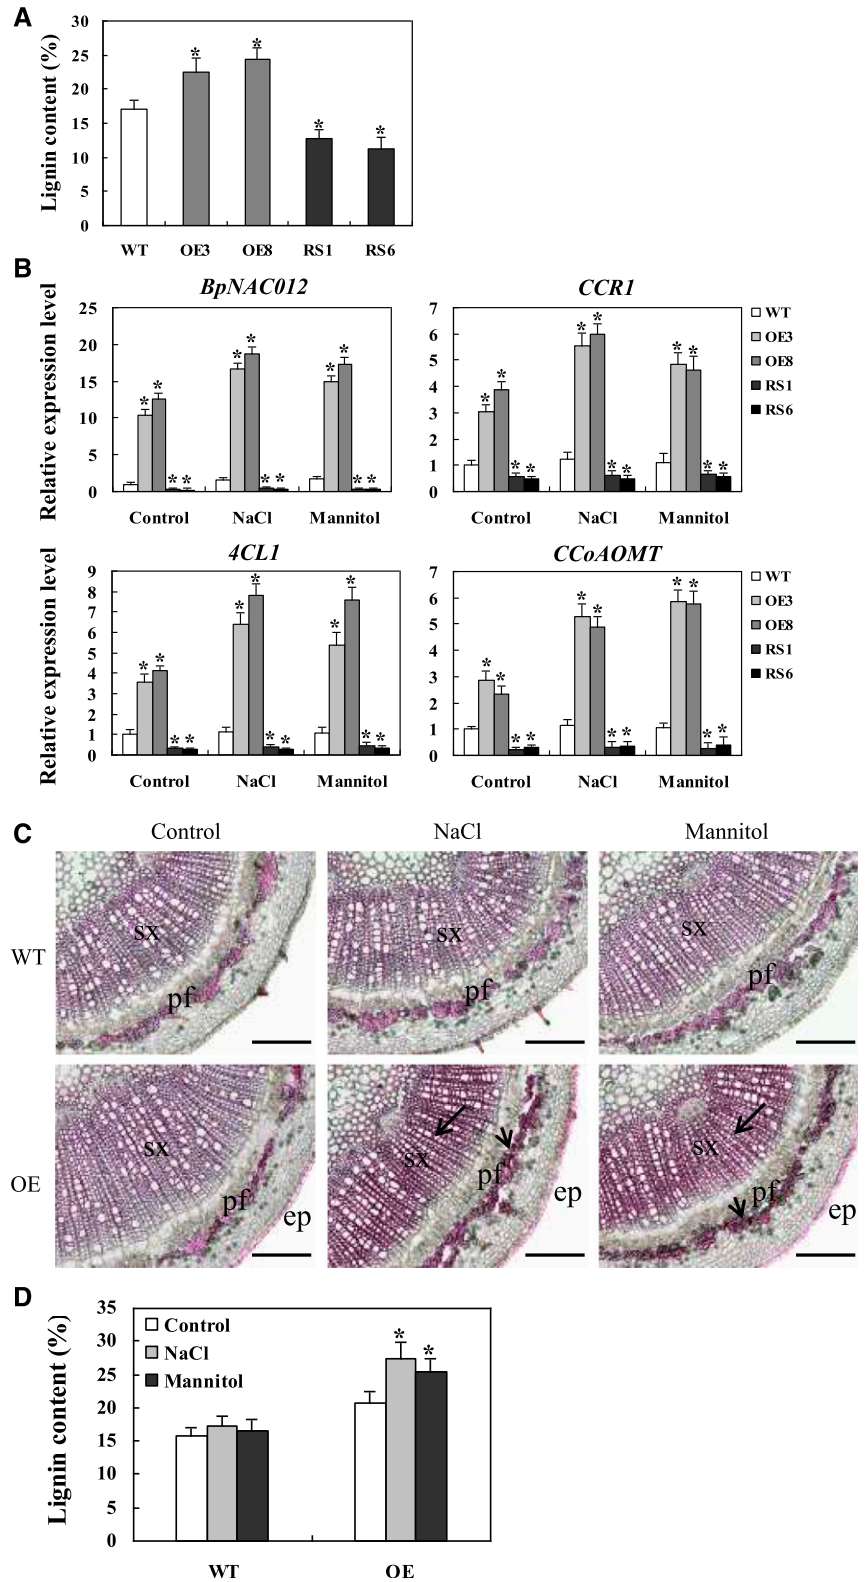 A
Lignin content (%)
30
25
20
15
10
5
0
* * * *
WT OE3 OE8 RS1 RS6
B
BpNAC012
Relative expression level
25
20
15
10
5
0
* * * * * * * * * * * *
Control NaCl Mannitol
CCR1
7
6
5
4
3
2
1
0
* * * * * * * * * * * *
Control NaCl Mannitol
WT
OE3
OE8
RS1
RS6
4CL1
Relative expression level
9
8
7
6
5
4
3
2
1
0
* * * * * * * * * * * *
Control NaCl Mannitol
CCoAOMT
7
6
5
4
3
2
1
0
* * * * * * * * * * * *
Control NaCl Mannitol
WT
OE3
OE8
RS1
RS6
C
Control NaCl Mannitol
WT
sx pf
sx pf
sx pf
OE
sx pf ep
sx pf ep
sx pf ep
D
Lignin content (%)
35
30
25
20
15
10
5
0
Control
NaCl
Mannitol
* *
WT OE